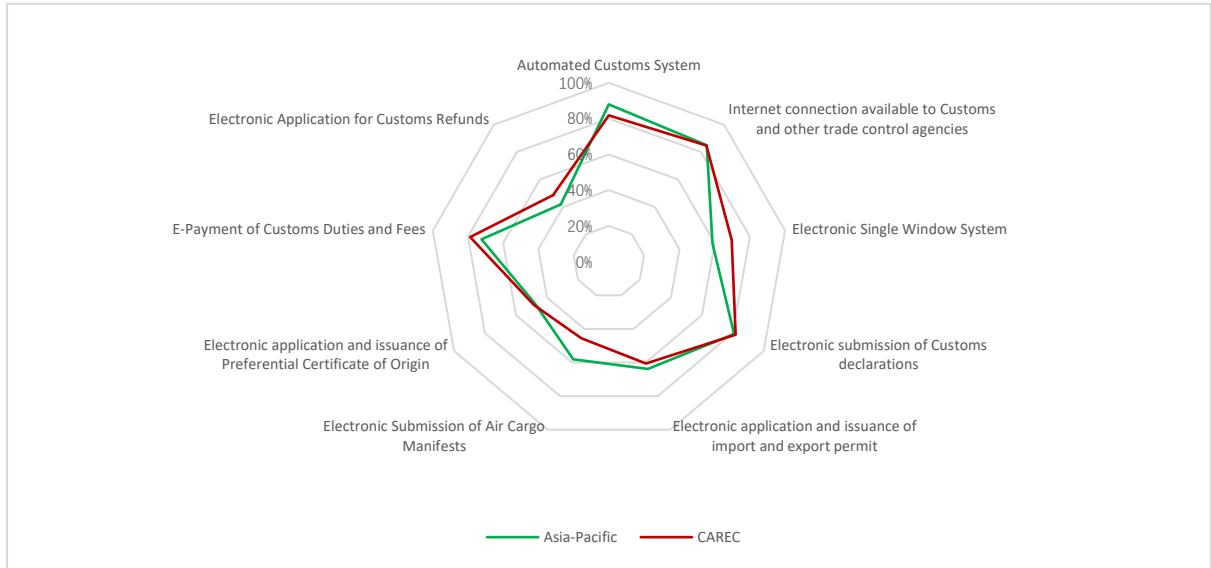 Automated Customs System
100%
80%
60%
40%
20%
0%
Internet connection available to Customs
and other trade control agencies
Electronic Single Window System
Electronic submission of Customs
declarations
Electronic application and issuance of
import and export permit
Electronic Submission of Air Cargo
Manifests
Electronic application and issuance of
Preferential Certificate of Origin
E-Payment of Customs Duties and Fees
Electronic Application for Customs Refunds
Asia-Pacific
CAREC